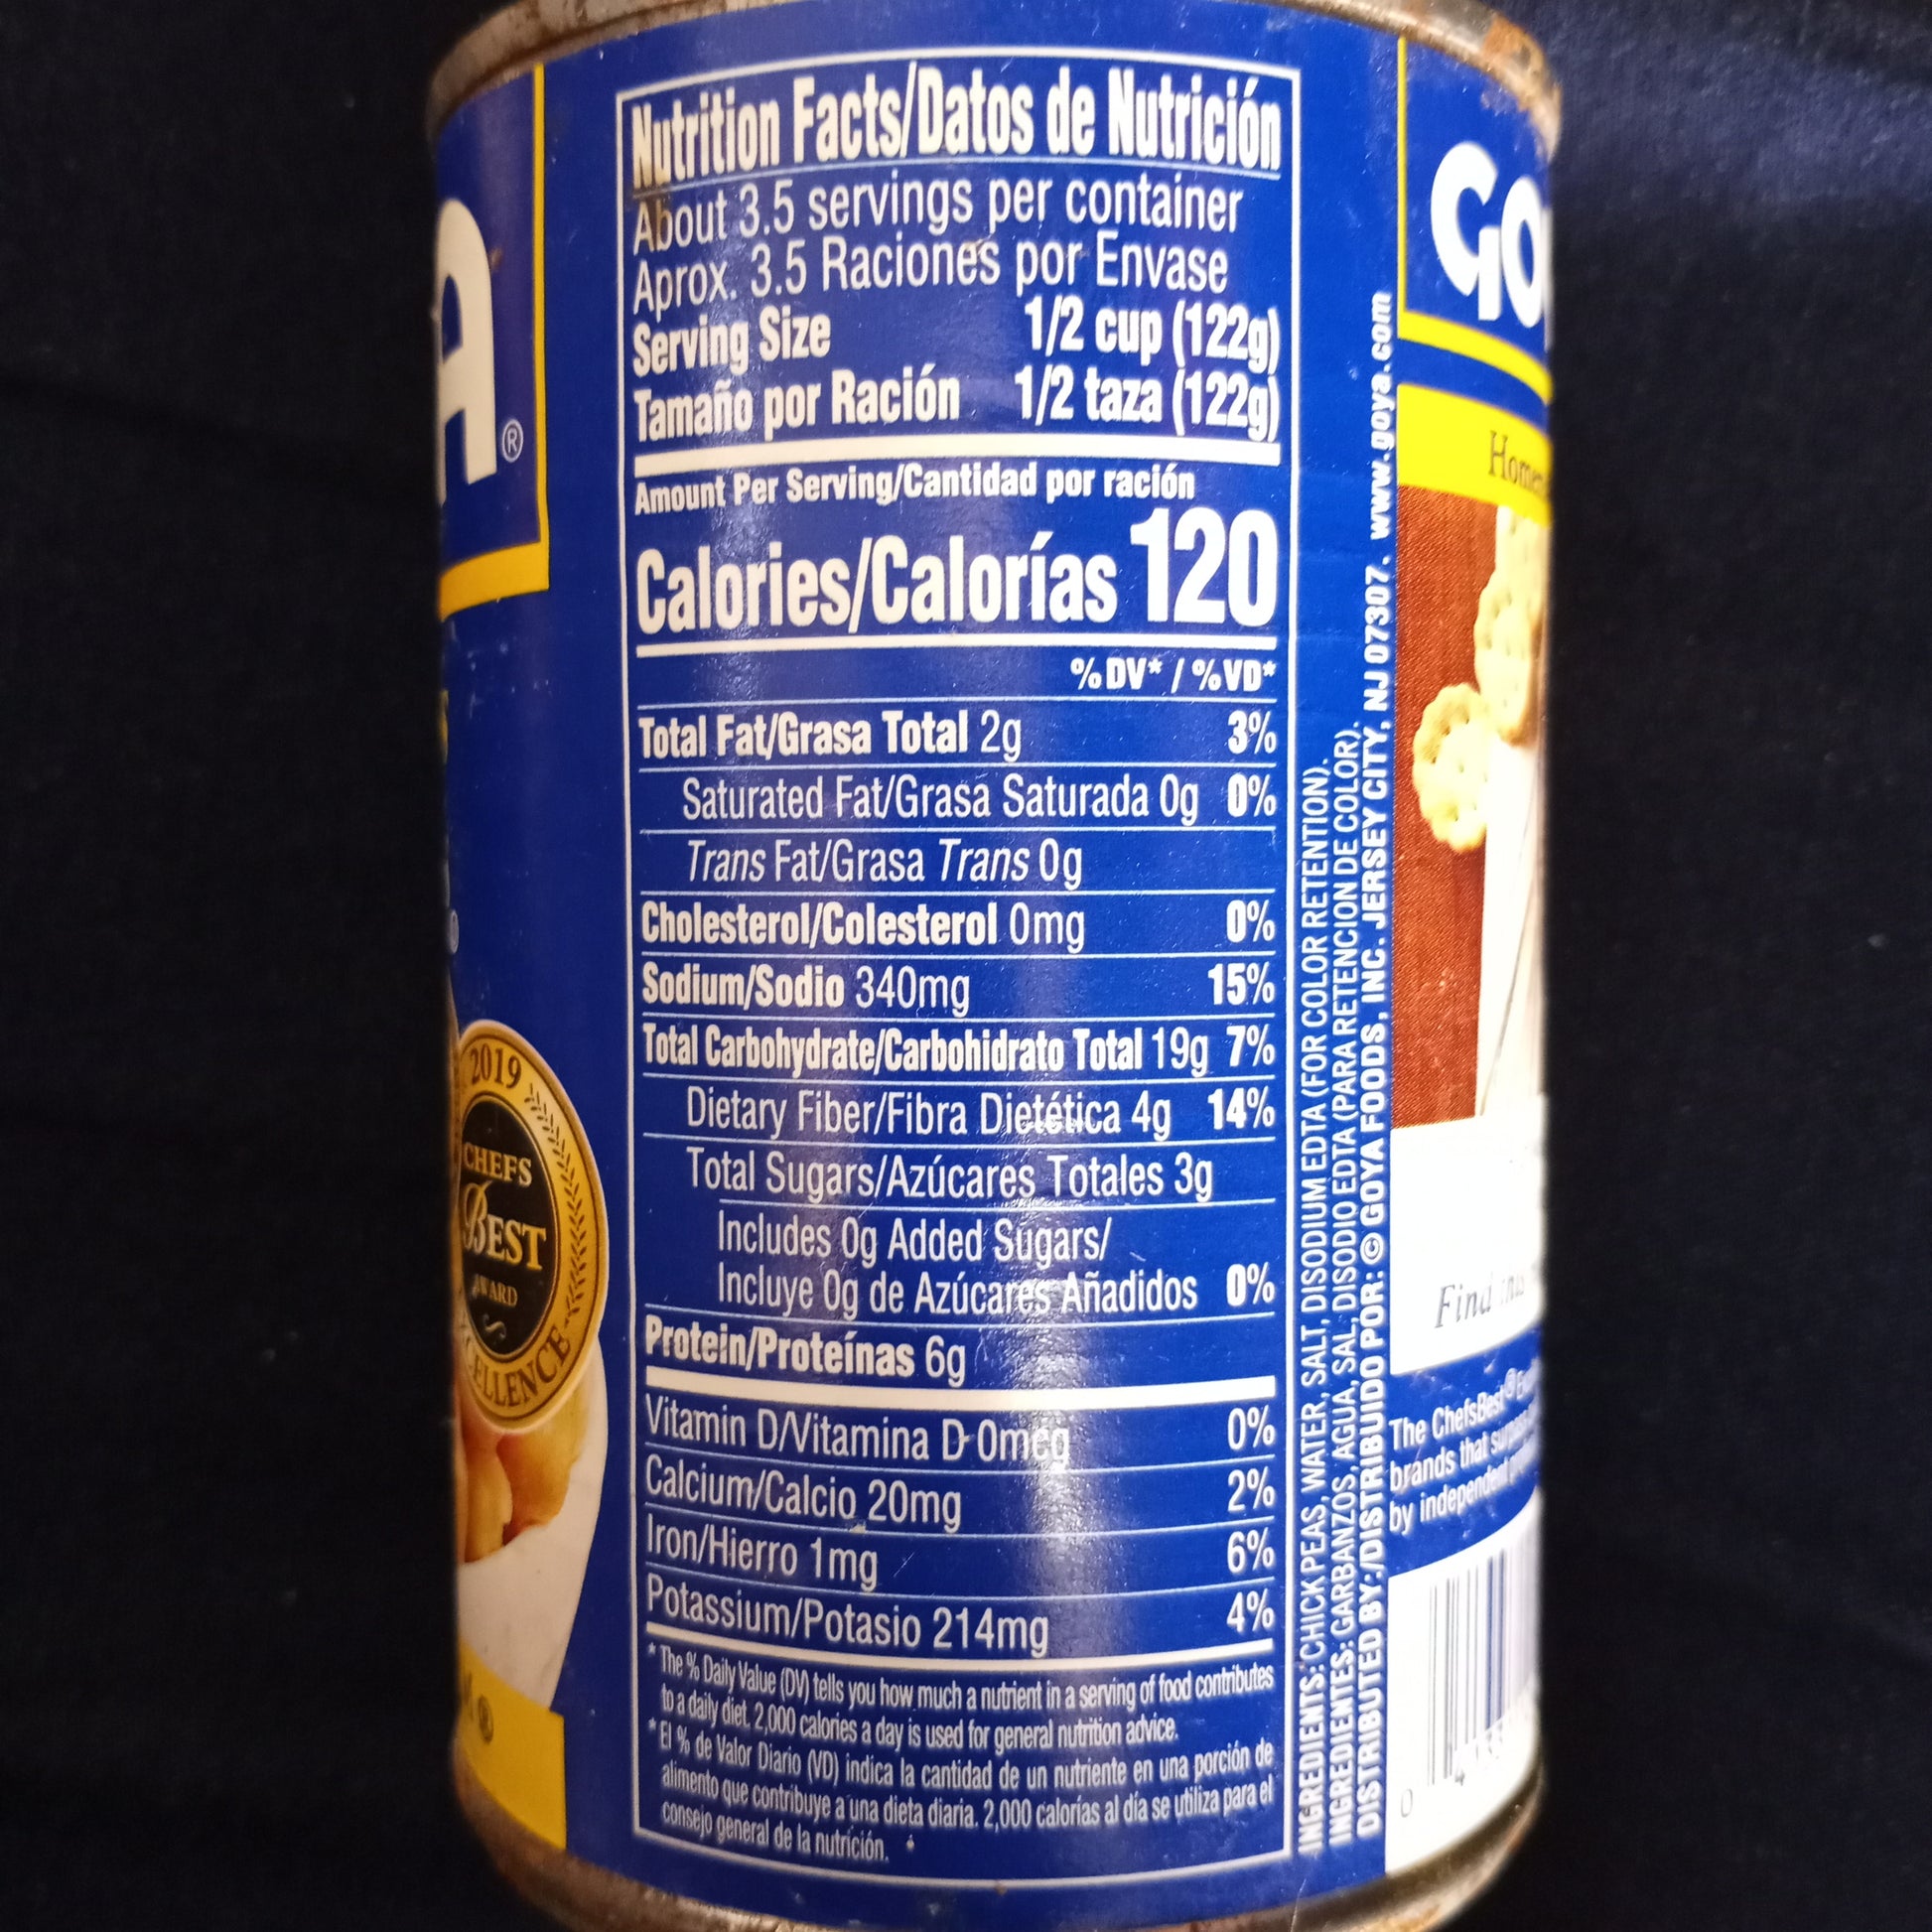 A®
2019
CHEFS
BEST
AWARD
Nutrition Facts/Datos de Nutrición
About 3.5 servings per container
Aprox. 3.5 Raciones por Envase
Serving Size 1/2 cup (122g)
Tamaño por Ración 1/2 taza (122g)
Amount Per Serving/Cantidad por ración
Calories/Calorías 120
% DV* / %VD*
Total Fat/Grasa Total 2g 3%
Saturated Fat/Grasa Saturada 0g 0%
Trans Fat/Grasa Trans 0g
Cholesterol/Colesterol 0mg 0%
Sodium/Sodio 340mg 15%
Total Carbohydrate/Carbohidrato Total 19g 7%
Dietary Fiber/Fibra Dietética 4g 14%
Total Sugars/Azúcares Totales 3g
Includes 0g Added Sugars/
Incluye 0g de Azúcares Añadidos 0%
Protein/Proteínas 6g
Vitamin D/Vitamina D 0mcg 0%
Calcium/Calcio 20mg 2%
Iron/Hierro 1mg 6%
Potassium/Potasio 214mg 4%
* The % Daily Value (DV) tells you how much a nutrient in a serving of food contributes
to a daily diet. 2,000 calories a day is used for general nutrition advice.
* El % de Valor Diario (VD) indica la cantidad de un nutriente en una porción de
alimento que contribuye a una dieta diaria. 2,000 calorías al día se utiliza para el
consejo general de la nutrición.
INGREDIENTS: CHICK PEAS, WATER, SALT, DISODIUM EDTA (FOR COLOR RETENTION).
INGREDIENTES: GARBANZOS, AGUA, SAL, DISODIO EDTA (PARA RETENCION DE COLOR).
DISTRIBUTED BY:/DISTRIBUIDO POR: © GOYA FOODS, INC. JERSEY CITY, NJ 07307. www.goya.com
GO
Find
The ChefsBest®
brands that
by independent
0